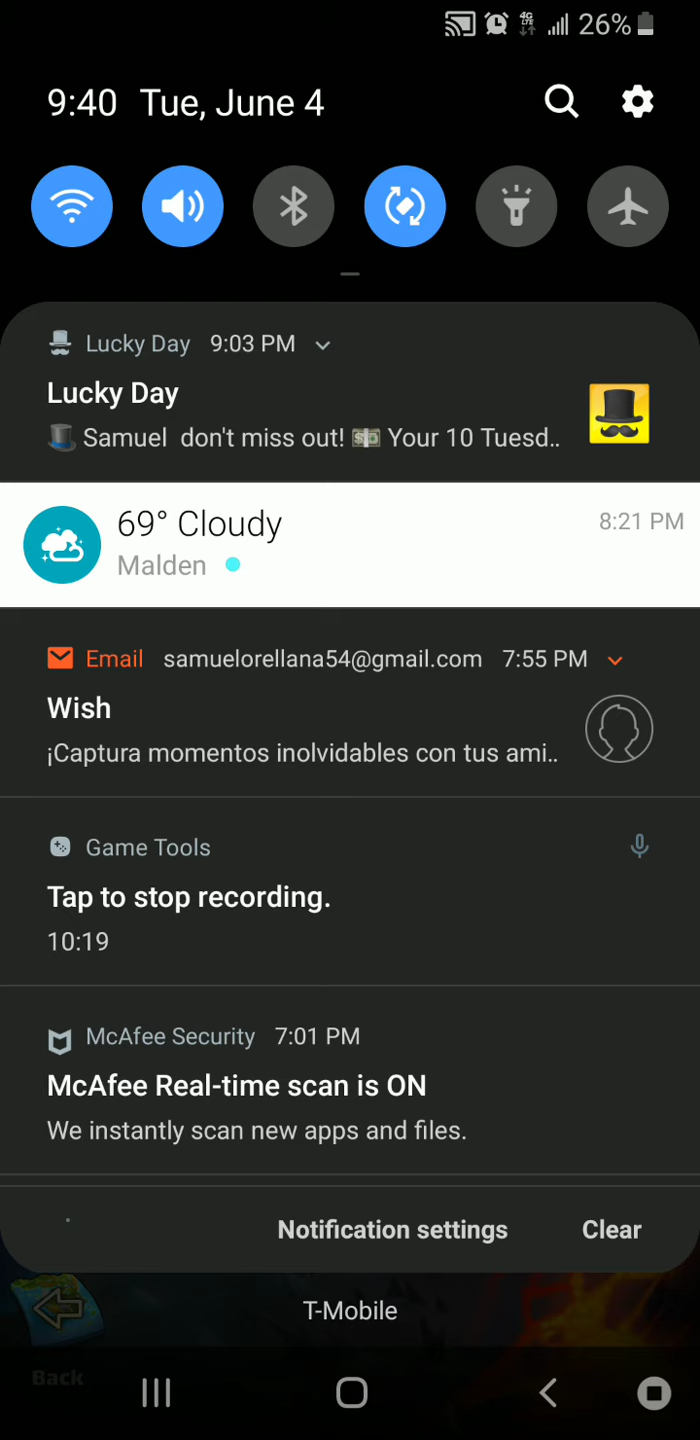 4G LTE 26%
9:40 Tue, June 4
Lucky Day 9:03 PM
Lucky Day
Samuel don't miss out! Your 10 Tuesd..
69° Cloudy 8:21 PM
Malden
Email samuelorellana54@gmail.com 7:55 PM
Wish
¡Captura momentos inolvidables con tus ami..
Game Tools
Tap to stop recording.
10:19
McAfee Security 7:01 PM
McAfee Real-time scan is ON
We instantly scan new apps and files.
Notification settings Clear
T-Mobile
Back